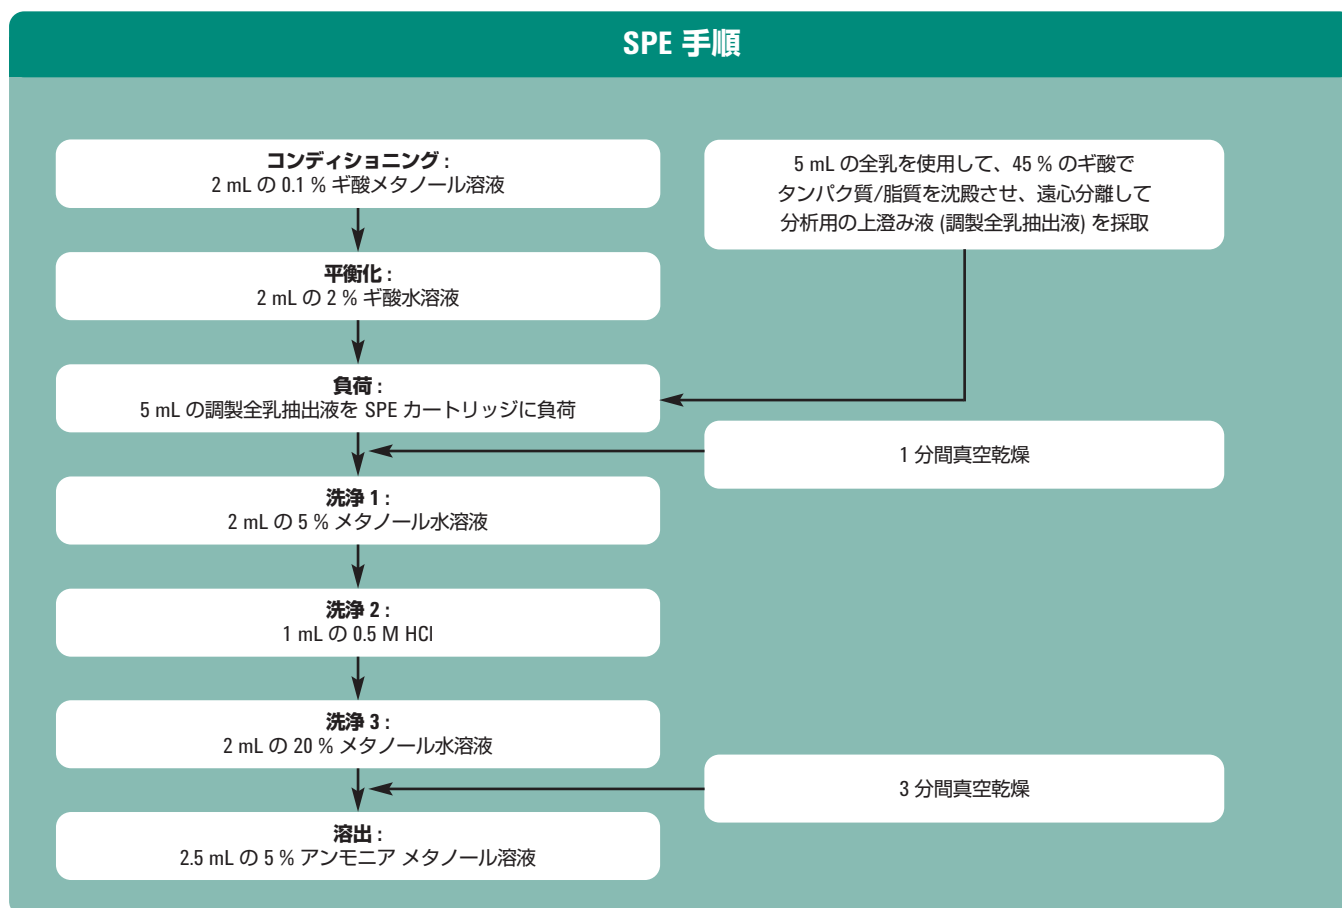 SPE 手順
コンディショニング :
2 mL の 0.1 % ギ酸メタノール溶液
5 mL の全乳を使用して、45 % のギ酸で
タンパク質/脂質を沈殿させ、遠心分離して
分析用の上澄み液 (調製全乳抽出液) を採取
平衡化 :
2 mL の 2 % ギ酸水溶液
負荷 :
5 mL の調製全乳抽出液を SPE カートリッジに負荷
1 分間真空乾燥
洗浄 1 :
2 mL の 5 % メタノール水溶液
洗浄 2 :
1 mL の 0.5 M HCl
洗浄 3 :
2 mL の 20 % メタノール水溶液
3 分間真空乾燥
溶出 :
2.5 mL の 5 % アンモニア メタノール溶液